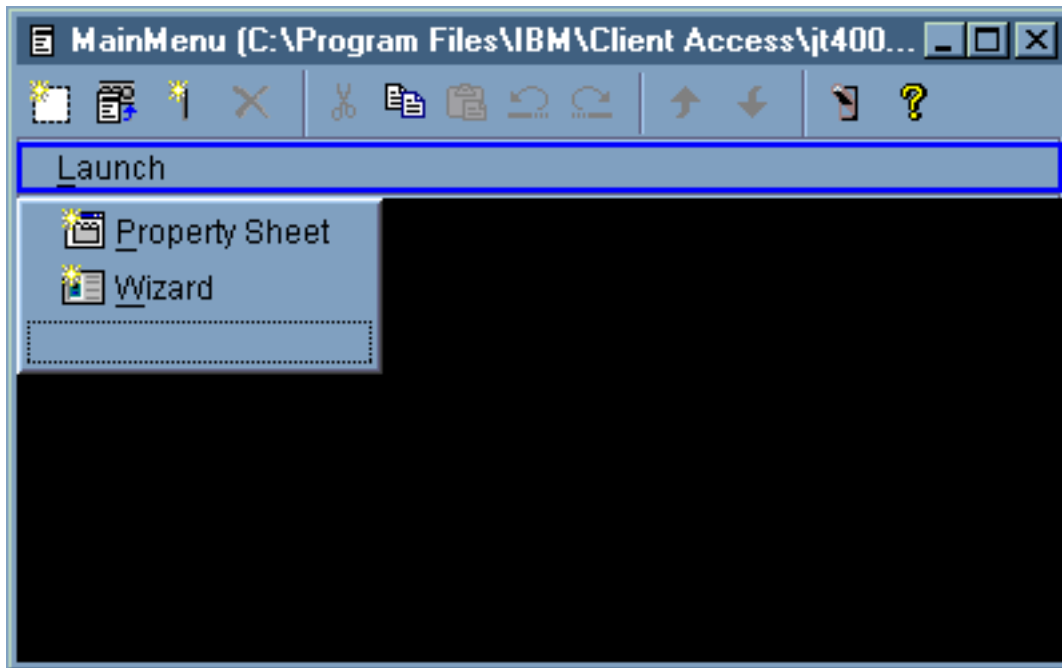 MainMenu (C:\Program Files\IBM\Client Access\jt400...
Launch
Property Sheet
Wizard